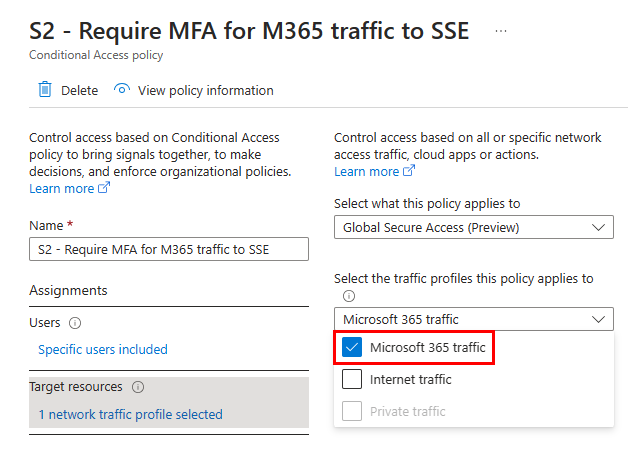 S2 - Require MFA for M365 traffic to SSE ...
Conditional Access policy
Delete View policy information
Control access based on Conditional Access
policy to bring signals together, to make
decisions, and enforce organizational policies.
Learn more
Name *
S2 - Require MFA for M365 traffic to SSE
Assignments
Users
Specific users included
Target resources
1 network traffic profile selected
Control access based on all or specific network
access traffic, cloud apps or actions.
Learn more
Select what this policy applies to
Global Secure Access (Preview)
Select the traffic profiles this policy applies to
Microsoft 365 traffic
Microsoft 365 traffic
Internet traffic
Private traffic